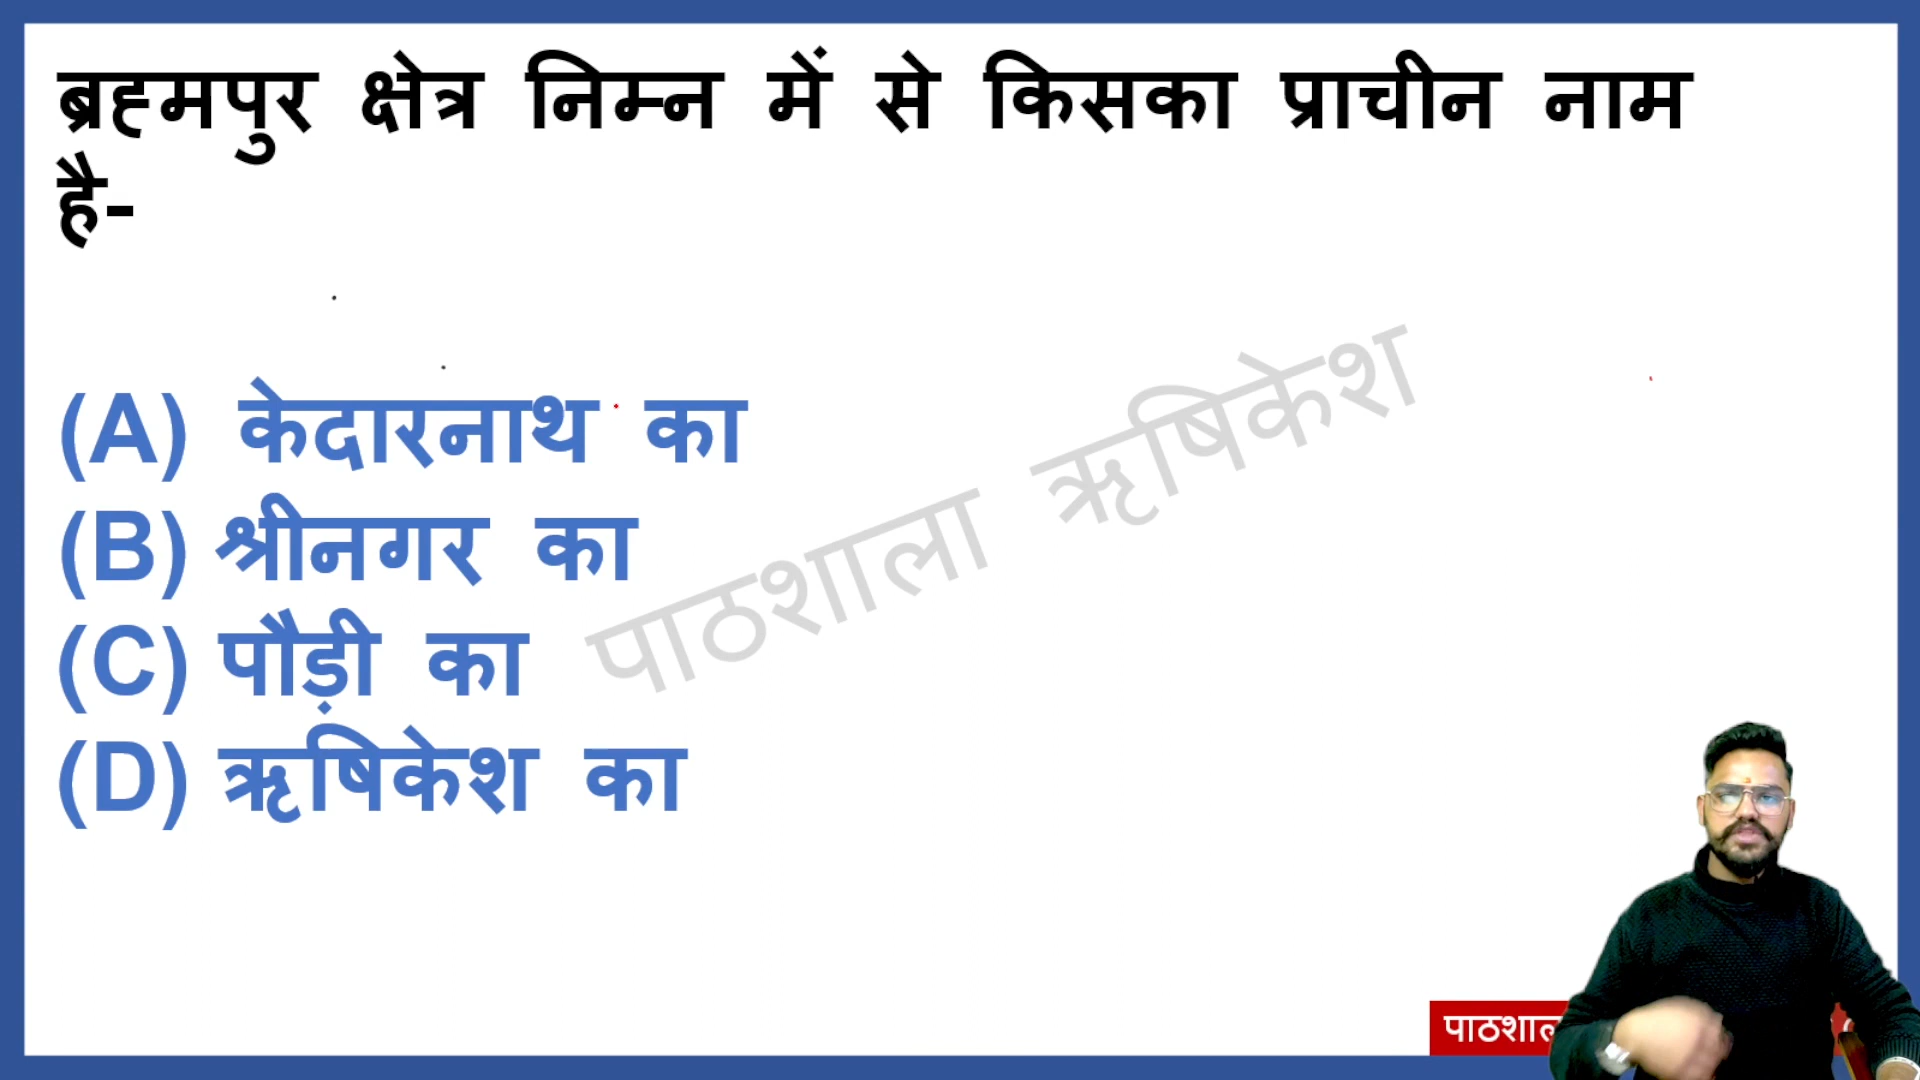 ब्रह्मपुर क्षेत्र निम्न में से किसका प्राचीन नाम
है-
(A) केदारनाथ का
(B) श्रीनगर का
(C) पौड़ी का
(D) ऋषिकेश का
पाठशाला ऋषिकेश